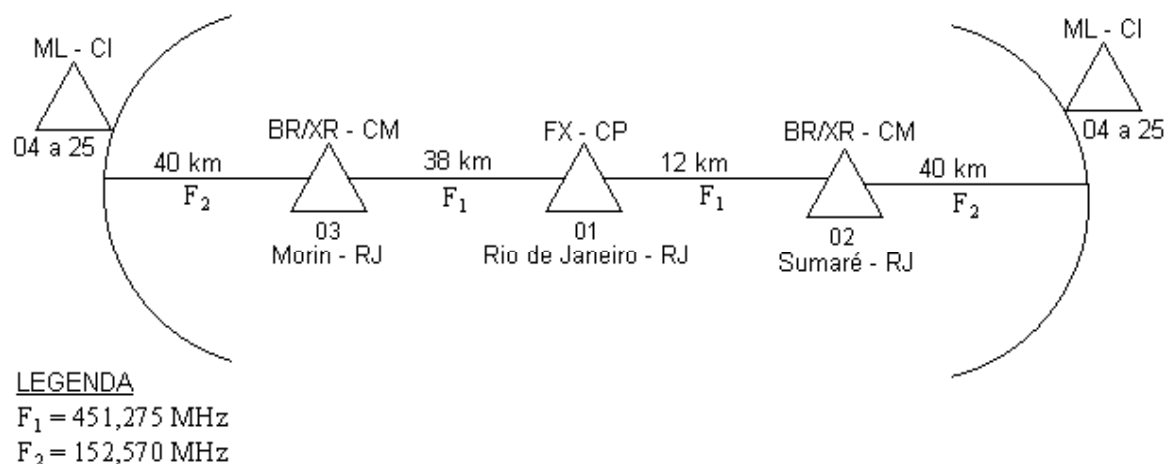 ML - CI
04 a 25
BR/XR - CM
FX - CP
BR/XR - CM
ML - CI
04 a 25
40 km
F₂
38 km
F₁
12 km
F₁
40 km
F₂
03
Morin - RJ
01
Rio de Janeiro - RJ
02
Sumaré - RJ
LEGENDA
F₁ = 451,275 MHz
F₂ = 152,570 MHz